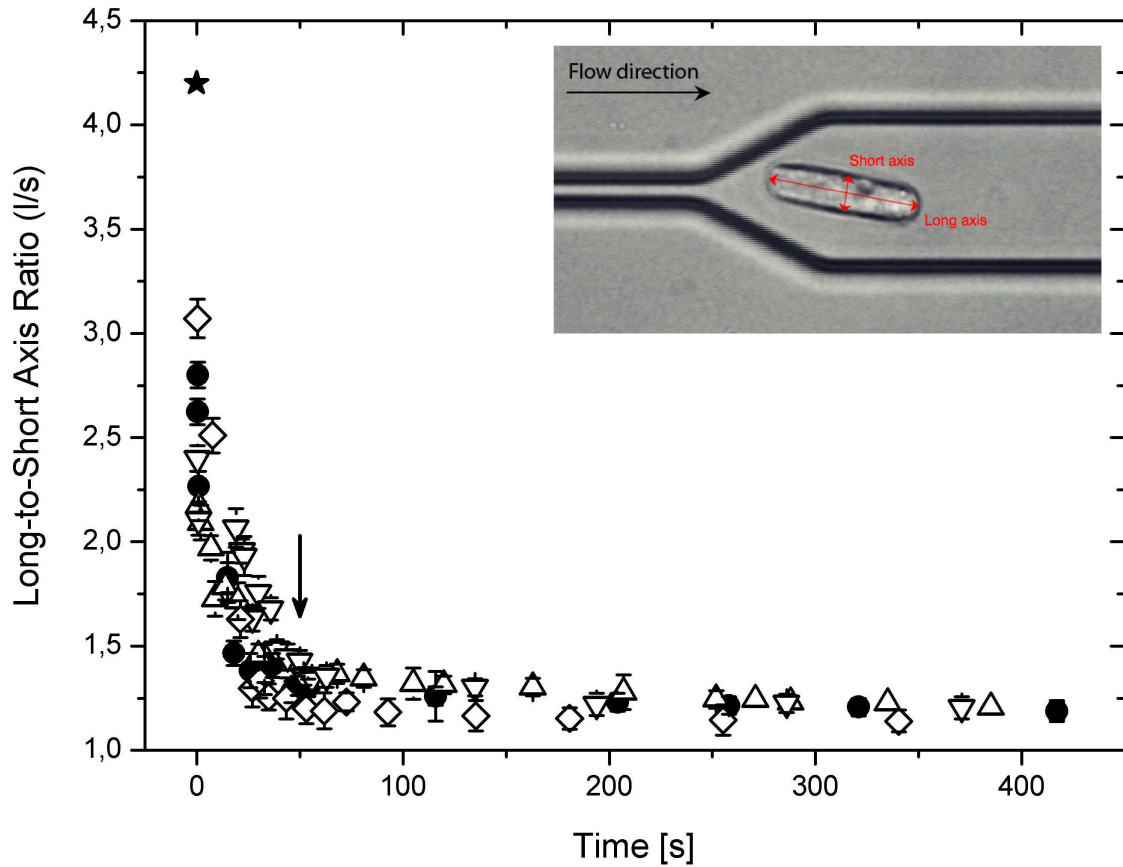 Long-to-Short Axis Ratio (l/s)
4,5
4,0
3,5
3,0
2,5
2,0
1,5
1,0
Flow direction
Short axis
Long axis
0
100
200
300
400
Time [s]